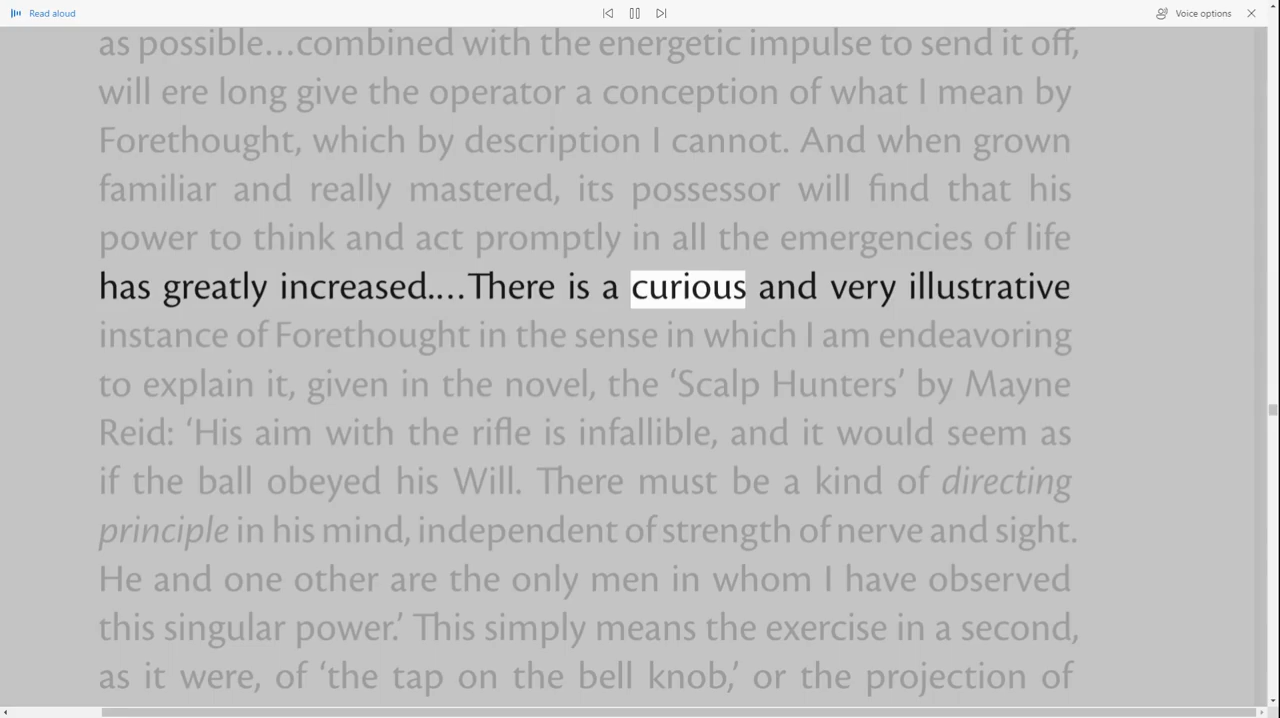 Read aloud
Voice options
as possible…combined with the energetic impulse to send it off,
will ere long give the operator a conception of what I mean by
Forethought, which by description I cannot. And when grown
familiar and really mastered, its possessor will find that his
power to think and act promptly in all the emergencies of life
has greatly increased.…There is a curious and very illustrative
instance of Forethought in the sense in which I am endeavoring
to explain it, given in the novel, the ‘Scalp Hunters’ by Mayne
Reid: ‘His aim with the rifle is infallible, and it would seem as
if the ball obeyed his Will. There must be a kind of directing
principle in his mind, independent of strength of nerve and sight.
He and one other are the only men in whom I have observed
this singular power.’ This simply means the exercise in a second,
as it were, of ‘the tap on the bell knob,’ or the projection of